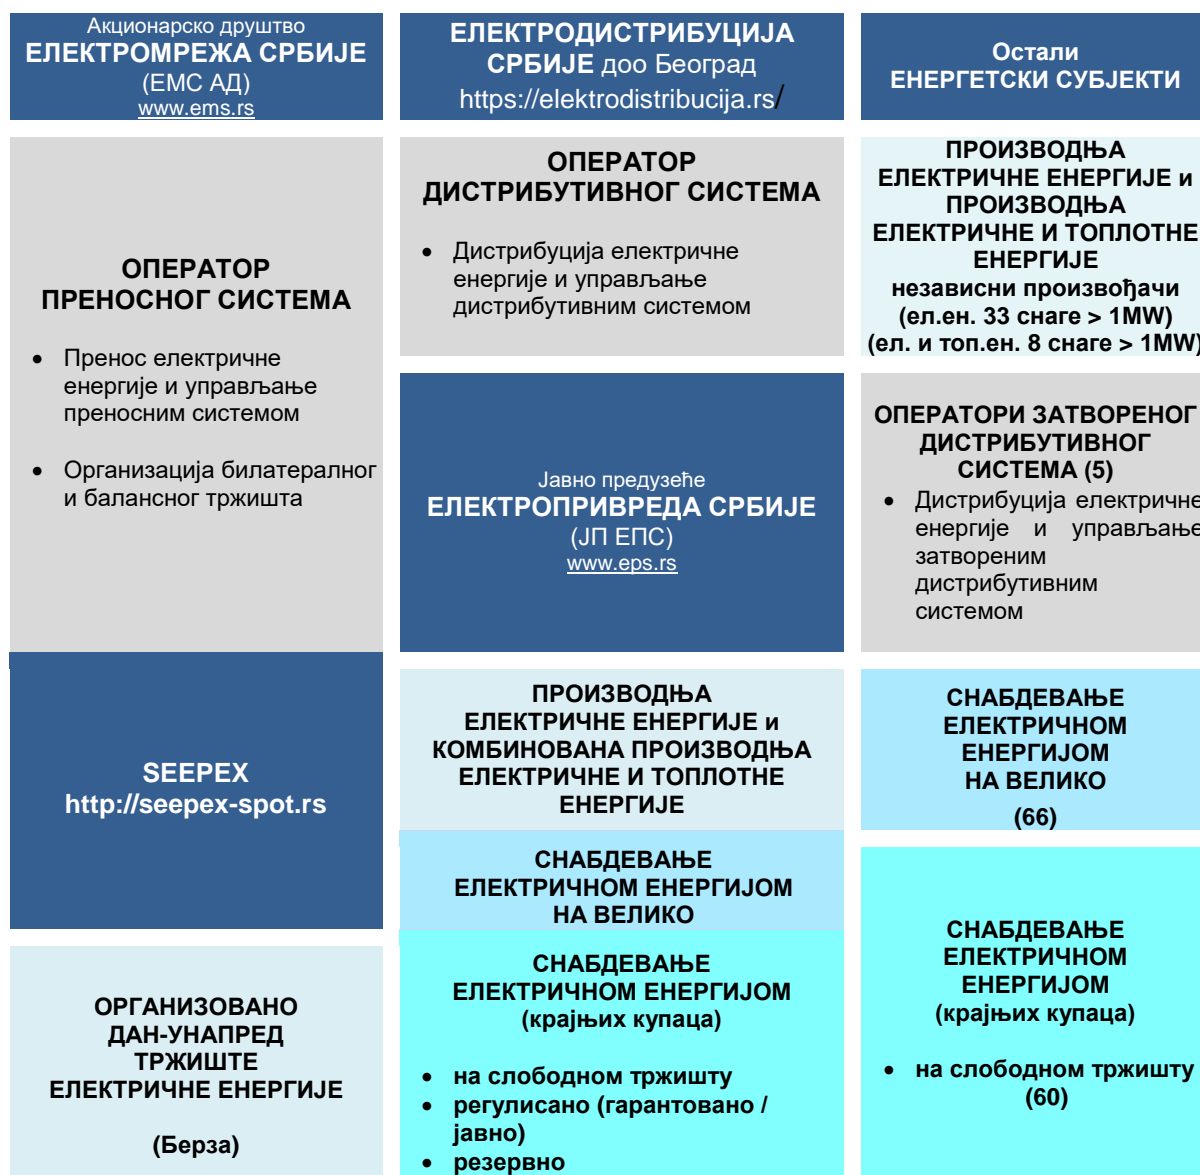 Акционарско друштво
ЕЛЕКТРОМРЕЖА СРБИЈЕ
(ЕМС АД)
www.ems.rs
ОПЕРАТОР
ПРЕНОСНОГ СИСТЕМА
• Пренос електричне
енергије и управљање
преносним системом
• Организација билатералног
и балансног тржишта
SEEPEX
http://seepex-spot.rs
ОРГАНИЗОВАНО
ДАН-УНАПРЕД
ТРЖИШТЕ
ЕЛЕКТРИЧНЕ ЕНЕРГИЈЕ
(Берза)
ЕЛЕКТРОДИСТРИБУЦИЈА
СРБИЈЕ доо Београд
https://elektrodistribucija.rs/
ОПЕРАТОР
ДИСТРИБУТИВНОГ СИСТЕМА
• Дистрибуција електричне
енергије и управљање
дистрибутивним системом
Јавно предузеће
ЕЛЕКТРОПРИВРЕДА СРБИЈЕ
(ЈП ЕПС)
www.eps.rs
ПРОИЗВОДЊА
ЕЛЕКТРИЧНЕ ЕНЕРГИЈЕ и
КОМБИНОВАНА ПРОИЗВОДЊА
ЕЛЕКТРИЧНЕ И ТОПЛОТНЕ
ЕНЕРГИЈЕ
СНАБДЕВАЊЕ
ЕЛЕКТРИЧНОМ ЕНЕРГИЈОМ
НА ВЕЛИКО
СНАБДЕВАЊЕ
ЕЛЕКТРИЧНОМ ЕНЕРГИЈОМ
(крајњих купаца)
• на слободном тржишту
• регулисано (гарантовано /
јавно)
• резервно
Остали
ЕНЕРГЕТСКИ СУБЈЕКТИ
ПРОИЗВОДЊА
ЕЛЕКТРИЧНЕ ЕНЕРГИЈЕ и
ПРОИЗВОДЊА
ЕЛЕКТРИЧНЕ И ТОПЛОТНЕ
ЕНЕРГИЈЕ
независни произвођачи
(ел.ен. 33 снаге > 1MW)
(ел. и топ.ен. 8 снаге > 1MW)
ОПЕРАТОРИ ЗАТВОРЕНОГ
ДИСТРИБУТИВНОГ
СИСТЕМА (5)
• Дистрибуција електричне
енергије и управљање
затвореним
дистрибутивним
системом
СНАБДЕВАЊЕ
ЕЛЕКТРИЧНОМ
ЕНЕРГИЈОМ
НА ВЕЛИКО
(66)
СНАБДЕВАЊЕ
ЕЛЕКТРИЧНОМ
ЕНЕРГИЈОМ
(крајњих купаца)
• на слободном тржишту
(60)